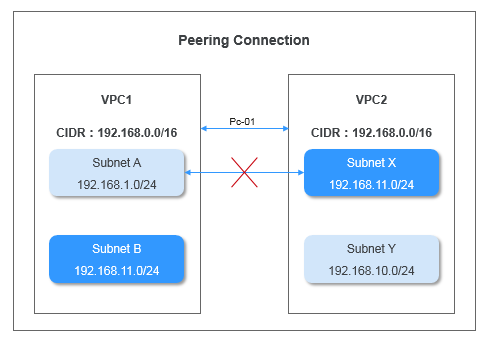 Peering Connection
VPC1
CIDR：192.168.0.0/16
Subnet A
192.168.1.0/24
Subnet B
192.168.11.0/24
Pc-01
VPC2
CIDR：192.168.0.0/16
Subnet X
192.168.11.0/24
Subnet Y
192.168.10.0/24